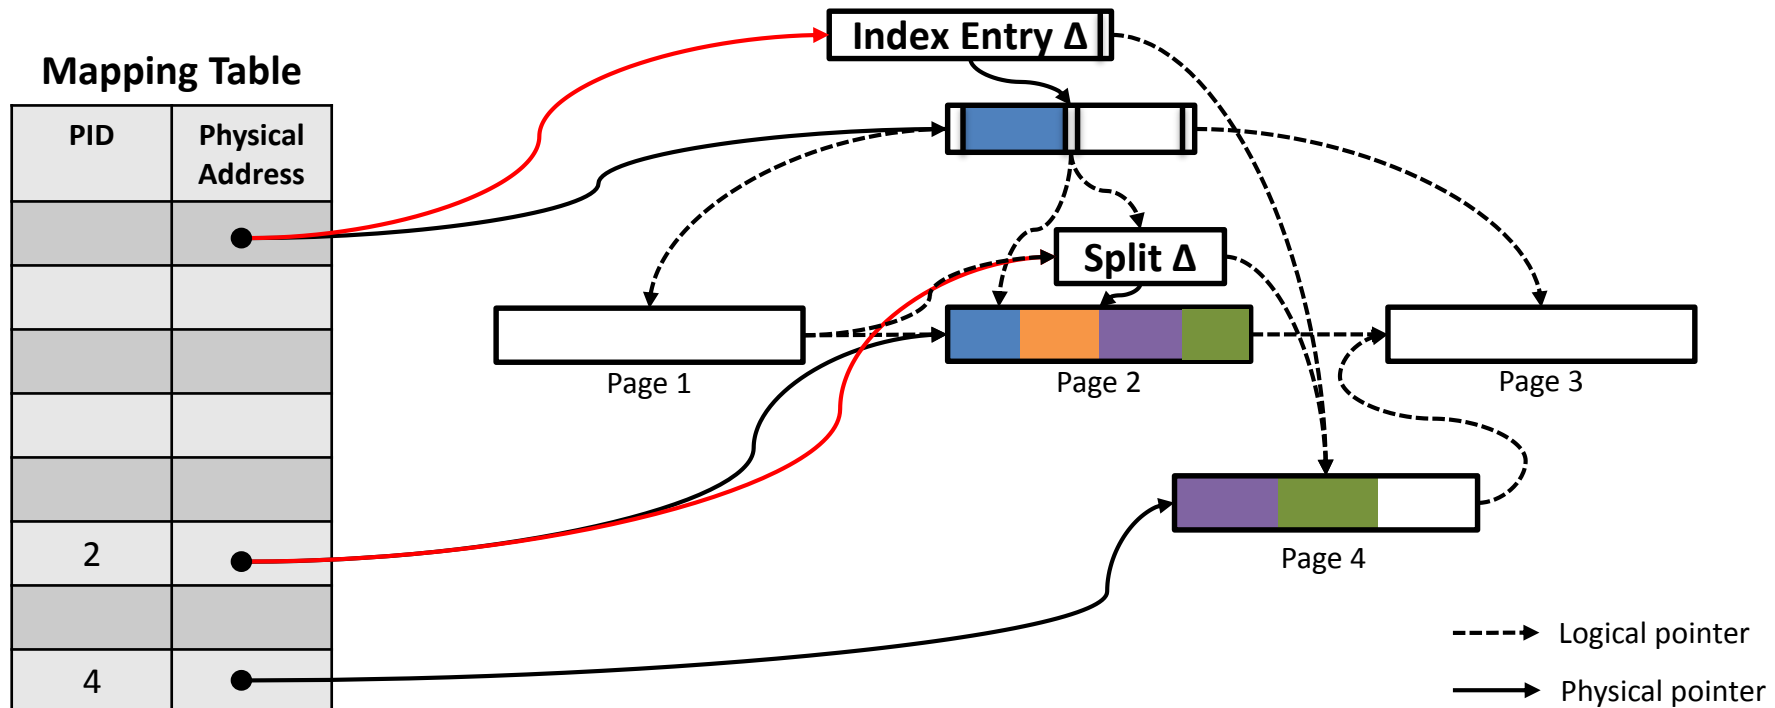 Index Entry Δ
Mapping Table
PID
Physical
Address
Split Δ
Page 1
Page 2
Page 3
2
Page 4
Logical pointer
4
Physical pointer